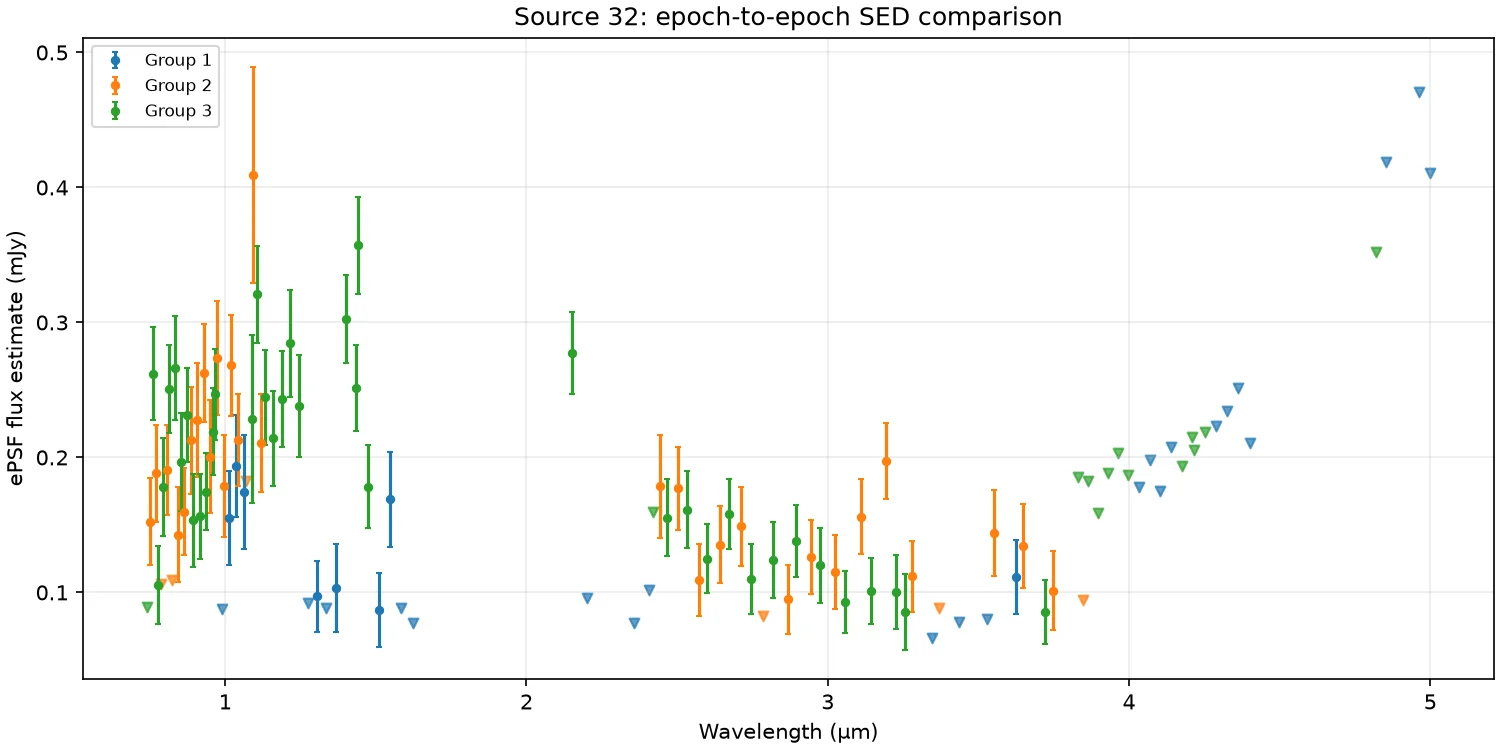 Source 32: epoch-to-epoch SED comparison
0.5
0.4
0.3
0.2
0.1
ePSF flux estimate (mJy)
Group 1
Group 2
Group 3
1
2
3
4
5
Wavelength (μm)